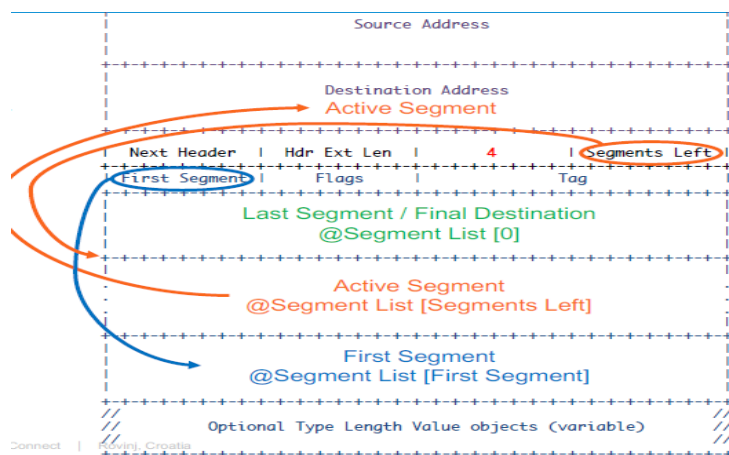 Source Address
Destination Address
Active Segment
Next Header | Hdr Ext Len | 4 | Segments Left |
First Segment | Flags | Tag
Last Segment / Final Destination
@Segment List [0]
Active Segment
@Segment List [Segments Left]
First Segment
@Segment List [First Segment]
// //
// Optional Type Length Value objects (variable) //
// //
Connect | Rovinj, Croatia